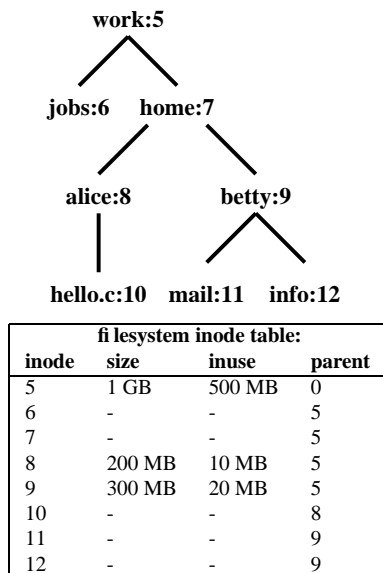 work:5
jobs:6 home:7
alice:8 betty:9
hello.c:10 mail:11 info:12
filesystem inode table:
inode size inuse parent
5 1 GB 500 MB 0
6 - - 5
7 - - 5
8 200 MB 10 MB 5
9 300 MB 20 MB 5
10 - - 8
11 - - 9
12 - - 9